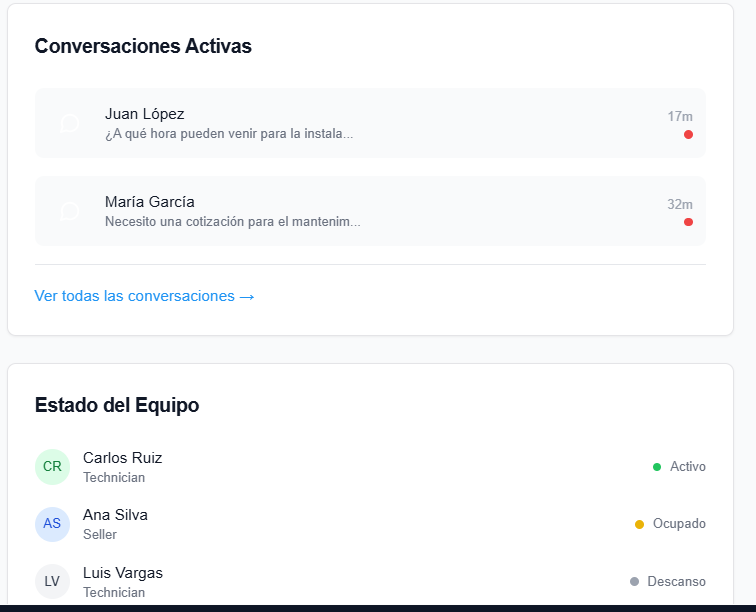 Conversaciones Activas
Juan López
17m
¿A qué hora pueden venir para la instala...
María García
32m
Necesito una cotización para el mantenim...
Ver todas las conversaciones →
Estado del Equipo
CR
Carlos Ruiz
Technician
Activo
AS
Ana Silva
Seller
Ocupado
LV
Luis Vargas
Technician
Descanso